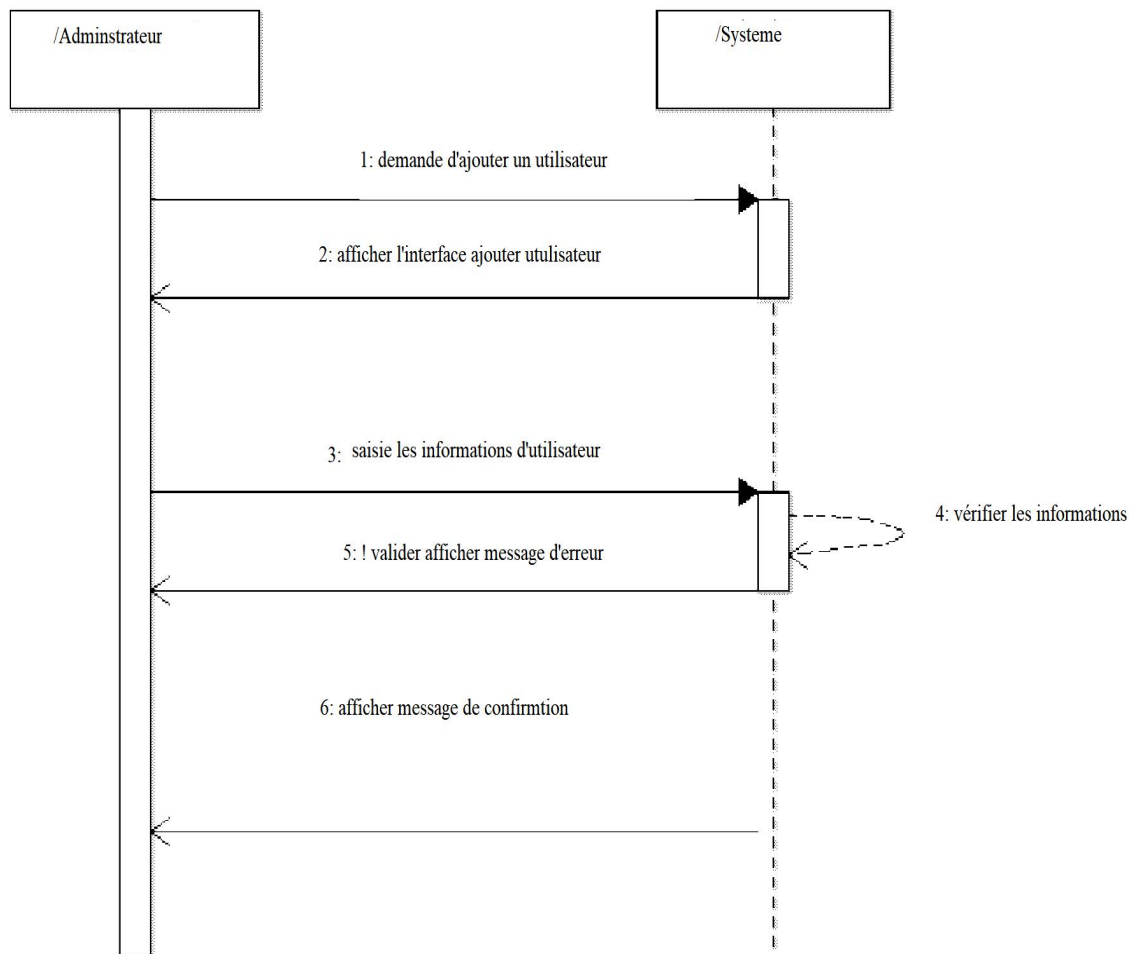 /Adminstrateur
/Systeme
1: demande d'ajouter un utilisateur
2: afficher l'interface ajouter utulisateur
3: saisie les informations d'utilisateur
4: vérifier les informations
5: ! valider afficher message d'erreur
6: afficher message de confirmtion